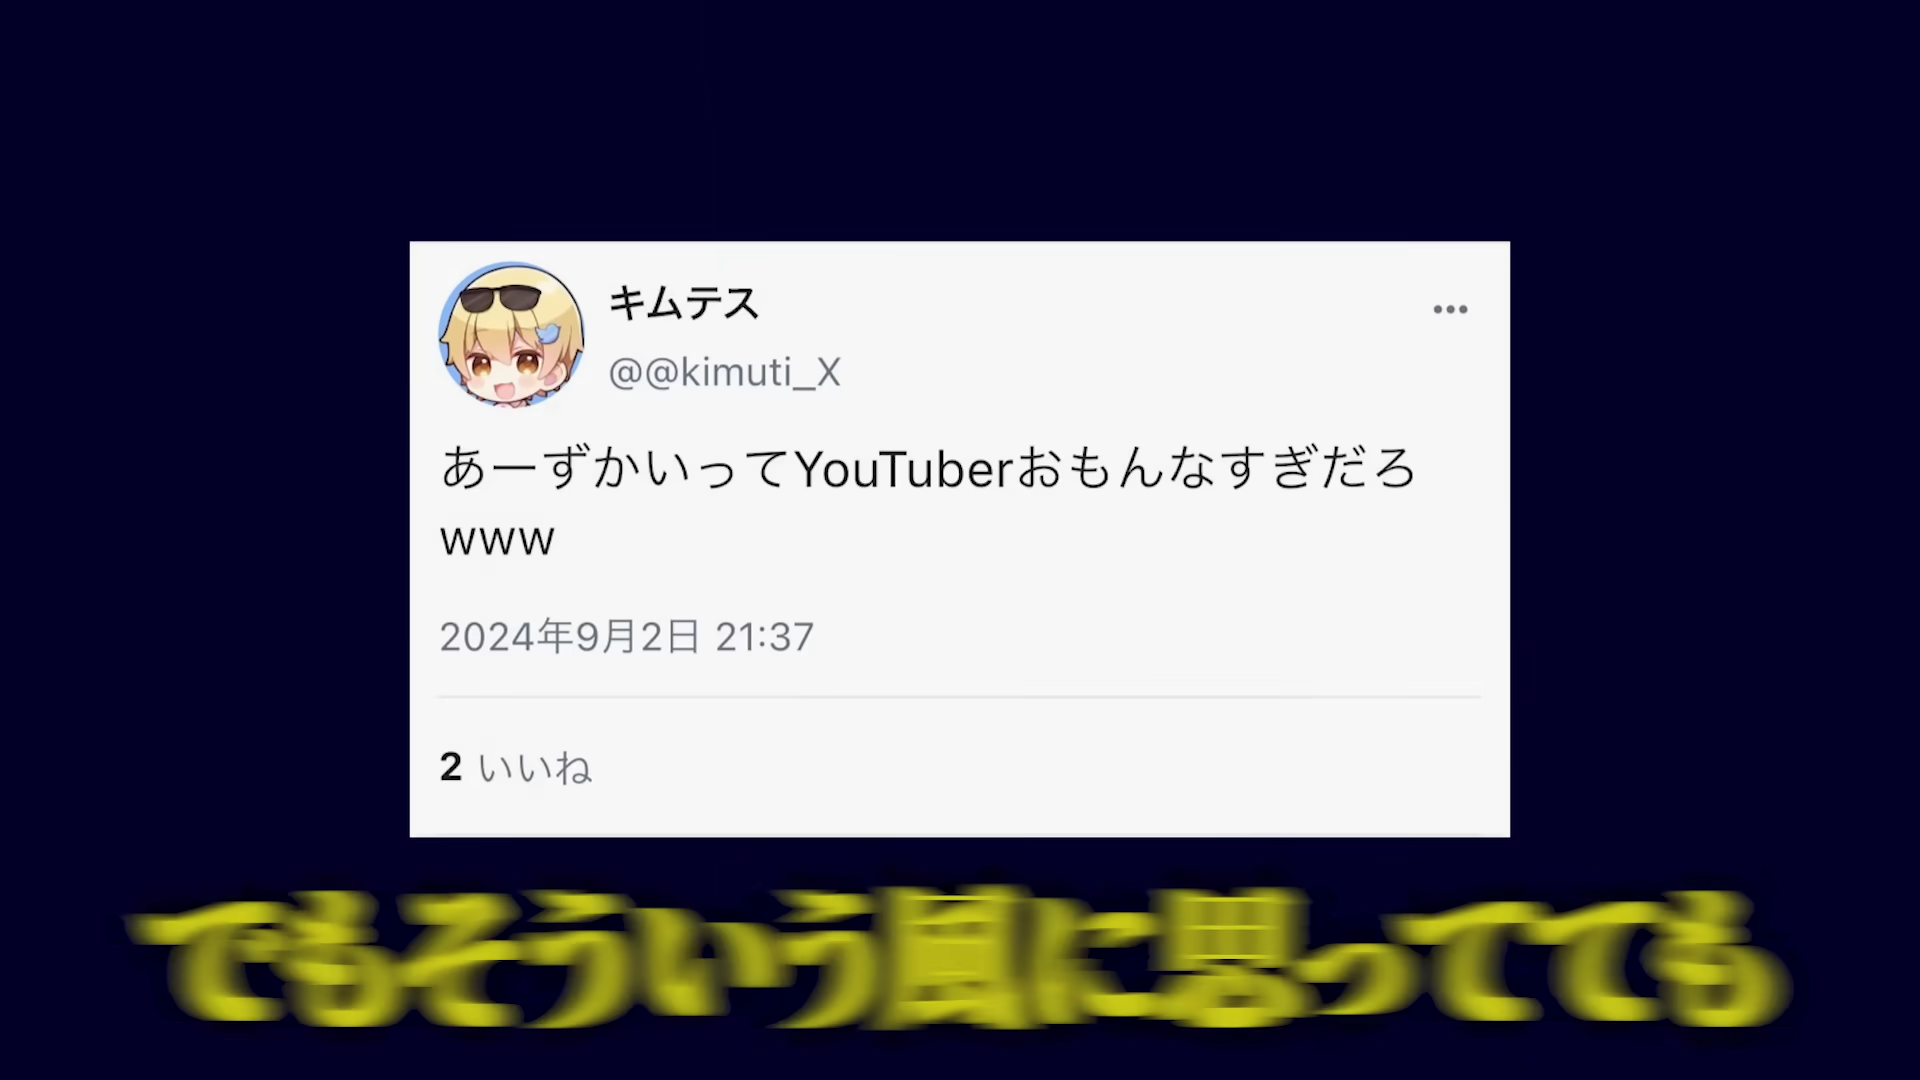 キムテス
@@kimuti_X
あーずかいってYouTuberおもんなすぎだろ
www
2024年9月2日 21:37
2 いいね
でもそういう風に思ってても